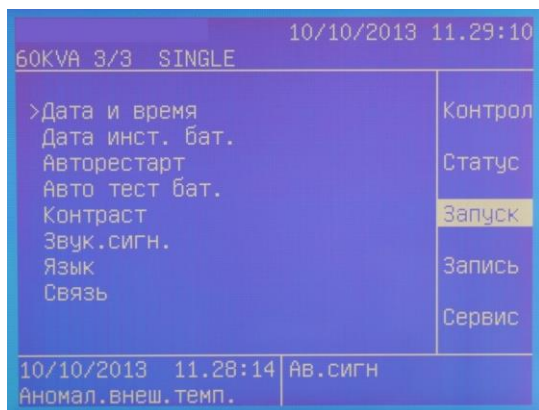 10/10/2013 11.29:10
60KVA 3/3 SINGLE
>Дата и время
Дата инст. бат.
Авторестарт
Авто тест бат.
Контраст
Звук.сигн.
Язык
Связь
Контрол
Статус
Запуск
Запись
Сервис
10/10/2013 11.28:14
Аномал.внеш.темп.
Ав.сигн